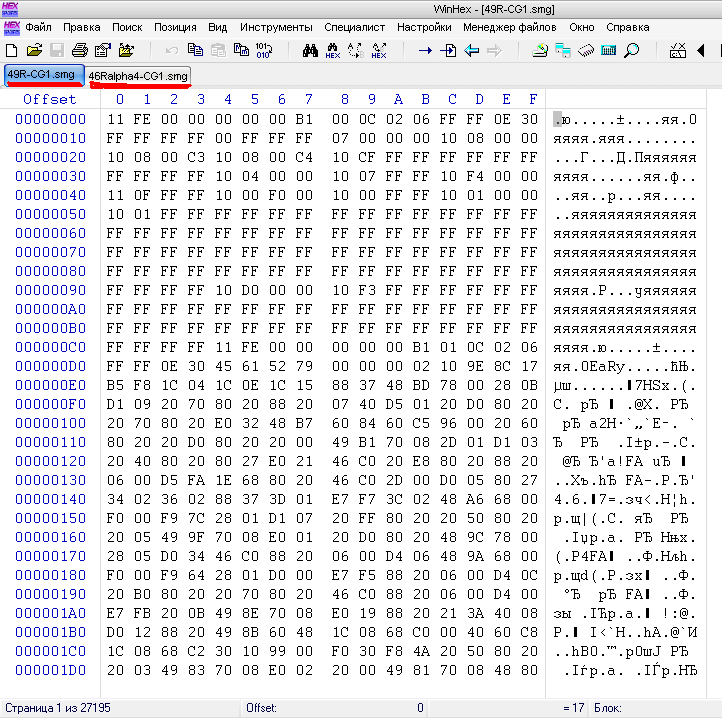 WinHex - [49R-CG1.smg]
Файл Правка Поиск Позиция Вид Инструменты Специалист Настройки Менеджер файлов Окно Справка
49R-CG1.smg 46Ralpha4-CG1.smg
Offset 0 1 2 3 4 5 6 7 8 9 A B C D E F
00000000 11 FE 00 00 00 00 00 B1 00 0C 02 06 FF FF 0E 30 .ю.....±....яя.0
00000010 FF FF FF FF 00 FF FF FF 07 00 00 00 10 08 00 00 яяяя.яяя........
00000020 10 08 00 C3 10 08 00 C4 10 CF FF FF FF FF FF FF ...Г...Д.Пяяяяяя
00000030 FF FF FF FF 10 04 00 00 10 07 FF FF 10 F4 00 00 яяяя......яя.ф..
00000040 11 0F FF FF 10 00 F0 00 10 00 FF FF 10 01 00 00 ..яя..р...яя....
00000050 10 01 FF FF FF FF FF FF FF FF FF FF FF FF FF FF ..яяяяяяяяяяяяяя
00000060 FF FF FF FF FF FF FF FF FF FF FF FF FF FF FF FF яяяяяяяяяяяяяяяя
00000070 FF FF FF FF FF FF FF FF FF FF FF FF FF FF FF FF яяяяяяяяяяяяяяяя
00000080 FF FF FF FF FF FF FF FF FF FF FF FF FF FF FF FF яяяяяяяяяяяяяяяя
00000090 FF FF FF FF 10 D0 00 00 10 F3 FF FF FF FF FF FF яяяя.Р...уяяяяяя
000000A0 FF FF FF FF FF FF FF FF FF FF FF FF FF FF FF FF яяяяяяяяяяяяяяяя
000000B0 FF FF FF FF FF FF FF FF FF FF FF FF FF FF FF FF яяяяяяяяяяяяяяяя
000000C0 FF FF FF FF 11 FE 00 00 00 00 00 B1 01 0C 02 06 яяяя.ю.....±....
000000D0 FF FF 0E 30 45 61 52 79 00 00 00 02 10 9E 8C 17 яя.0EaRy.....ћЊ.
000000E0 B5 F8 1C 04 1C 0E 1C 15 88 37 48 BD 78 00 28 0B
000000F0 D1 09 20 70 80 20 88 20 07 40 D5 01 20 D0 80 20
00000100 20 70 80 20 E0 32 48 B7 60 84 60 C5 96 00 20 60
00000110 80 20 20 D0 80 20 20 00 49 B1 70 08 2D 01 D1 03
00000120 20 40 80 20 80 27 E0 21 46 C0 20 E8 80 20 88 20
00000130 06 00 D5 FA 1E 68 80 20 46 C0 2D 00 D0 05 80 27
00000140 34 02 36 02 88 37 3D 01 E7 F7 3C 02 48 A6 68 00
00000150 F0 00 F9 7C 28 01 D1 07 20 FF 80 20 20 50 80 20
00000160 20 05 49 9F 70 08 E0 01 20 D0 80 20 48 9C 78 00
00000170 28 05 D0 34 46 C0 88 20 06 00 D4 06 48 9A 68 00
00000180 F0 00 F9 64 28 01 D0 00 E7 F5 88 20 06 00 D4 0C
00000190 20 B0 80 20 20 70 80 20 46 C0 88 20 06 00 D4 00
000001A0 E7 FB 20 0B 49 8E 70 08 E0 19 88 20 21 3A 40 08
000001B0 D0 12 88 20 49 8B 60 48 1C 08 68 C0 00 40 60 C8
000001C0 1C 08 68 C2 30 10 99 00 F0 30 F8 4A 20 50 80 20
000001D0 20 03 49 83 70 08 E0 02 20 00 49 81 70 08 48 80
Страница 1 из 27195 Offset: 0 = 17 Блок: